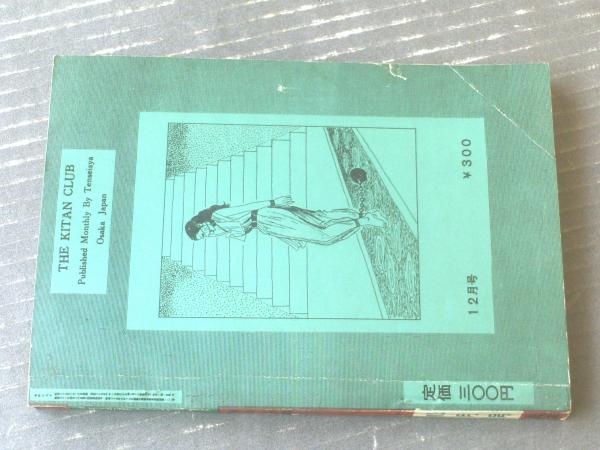 THE KITAN CLUB
Published Monthly By Tenseisya
Osaka Japan
¥300
12月号
定価 三〇〇円